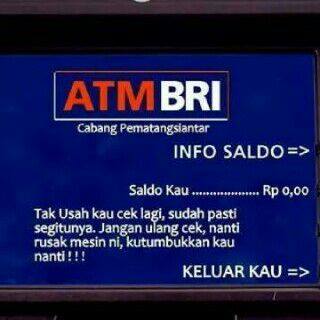 ATM BRI
Cabang Pematangsiantar
INFO SALDO =>
Saldo Kau ................... Rp 0,00
Tak Usah kau cek lagi, sudah pasti
segitunya. Jangan ulang cek, nanti
rusak mesin ni, kutumbukkan kau
nanti ! ! !
KELUAR KAU =>